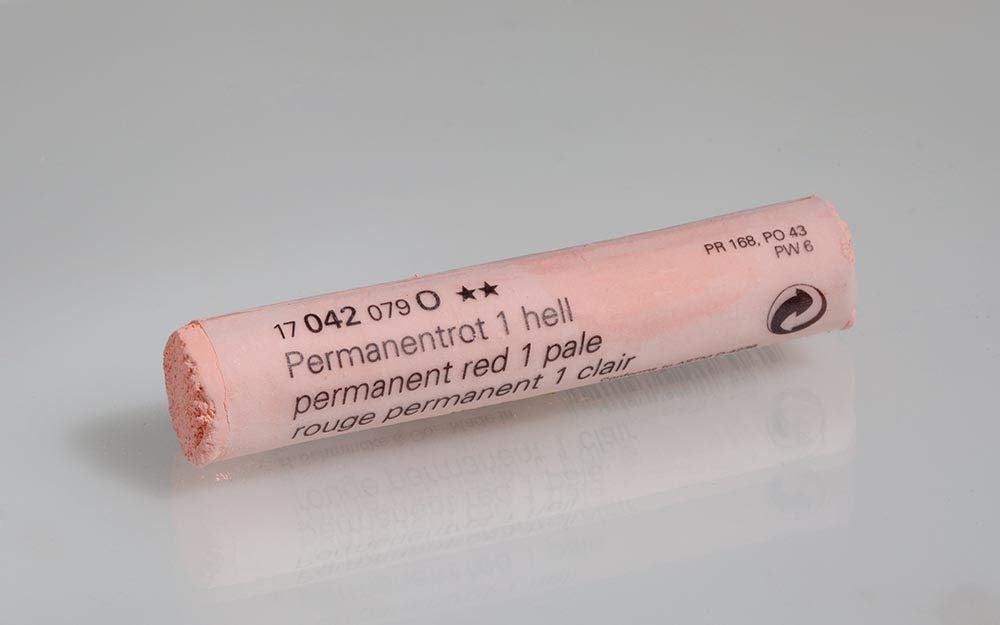 17 042 079 O ★★
Permanentrot 1 hell
permanent red 1 pale
rouge permanent 1 clair
PR 168, PO 43
PW 6